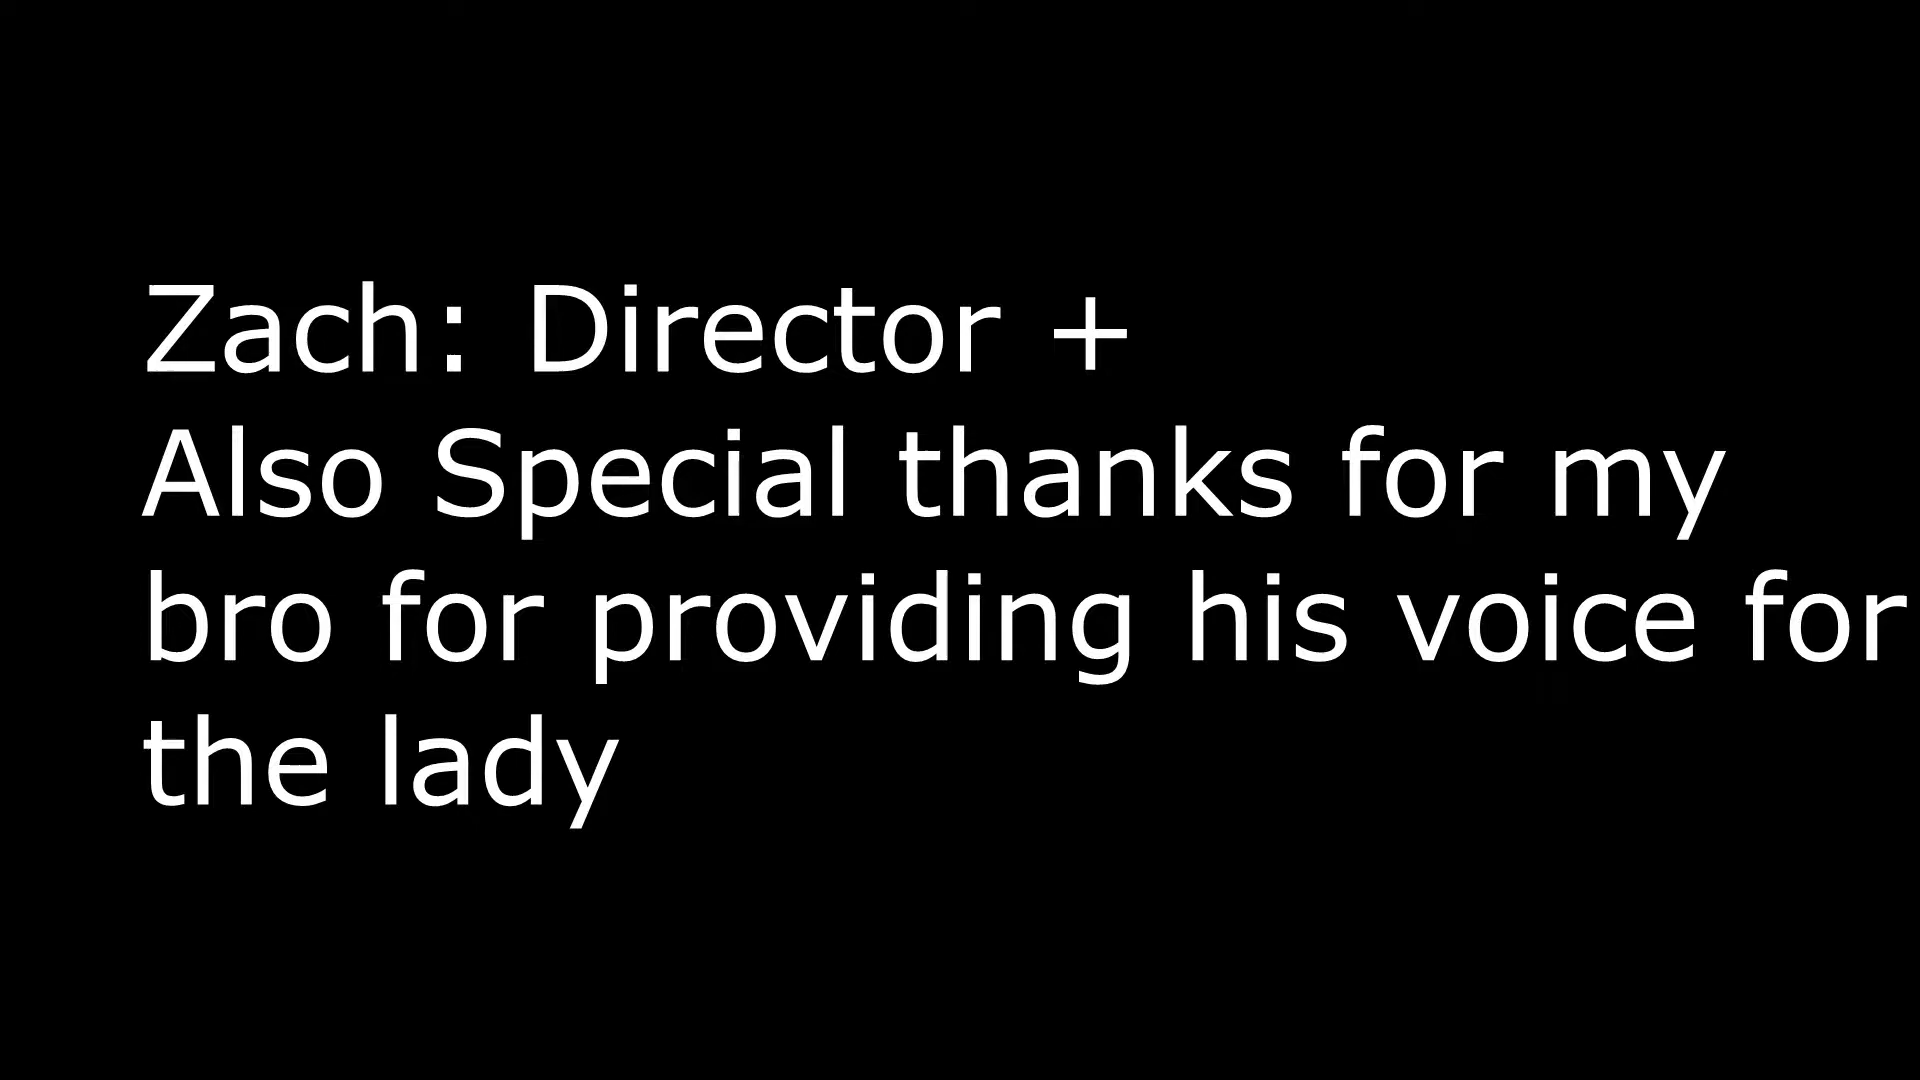 Zach: Director +
Also Special thanks for my
bro for providing his voice for
the lady